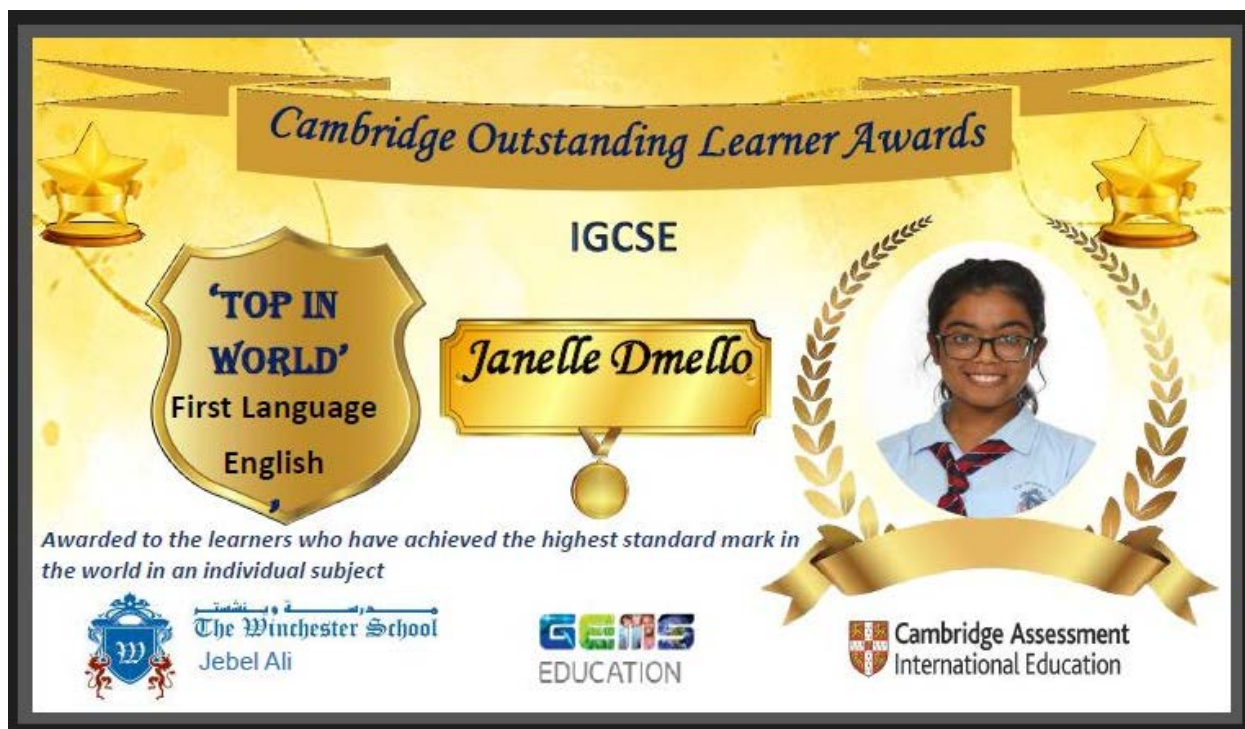 Cambridge Outstanding Learner Awards
IGCSE
‘TOP IN
WORLD’
First Language
English
’
Janelle Dmello
Awarded to the learners who have achieved the highest standard mark in
the world in an individual subject
مدرسة وينشستر
The Winchester School
Jebel Ali
W
GEMS
EDUCATION
Cambridge Assessment
International Education